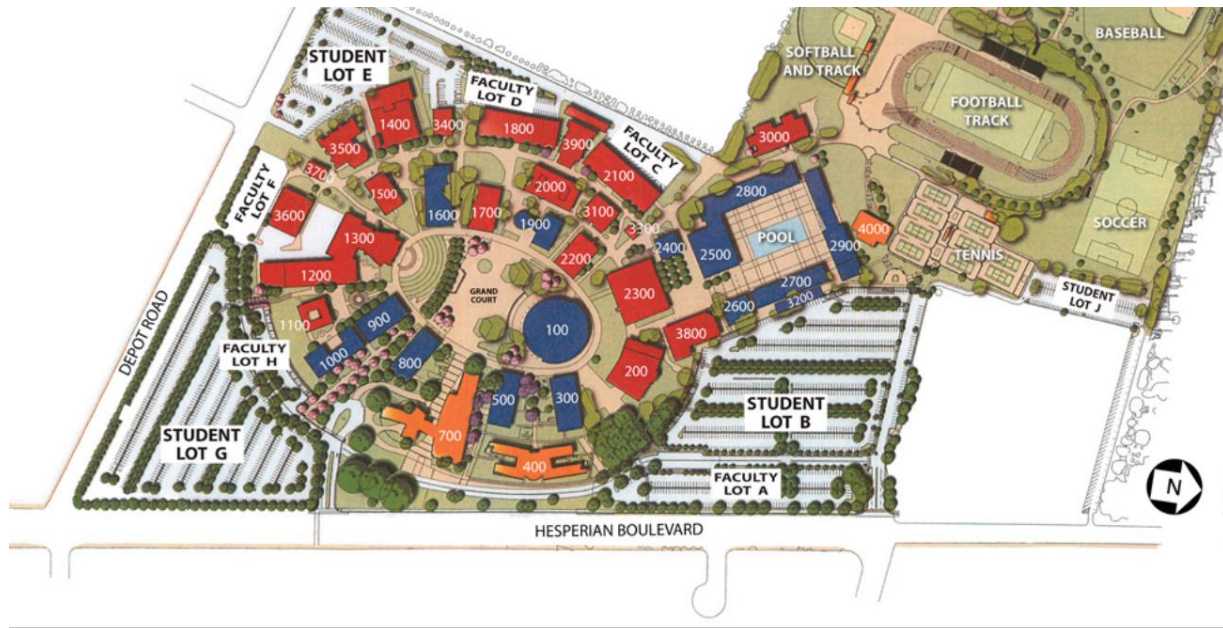 BASEBALL
SOFTBALL
AND TRACK
STUDENT
LOT E
FACULTY
LOT D
FOOTBALL
TRACK
1400
3400
1800
3900
FACULTY
LOT C
3000
3500
3700
1500
1600
1700
2000
2100
2800
FACULTY
LOT F
3600
1300
1900
3100
3300
2200
2400
2500
POOL
2900
4000
TENNIS
SOCCER
1200
GRAND
COURT
2300
2700
2600
3200
STUDENT
LOT J
1100
900
1000
800
100
3800
200
DEPOT ROAD
FACULTY
LOT H
500
300
STUDENT
LOT B
STUDENT
LOT G
700
400
FACULTY
LOT A
N
HESPERIAN BOULEVARD